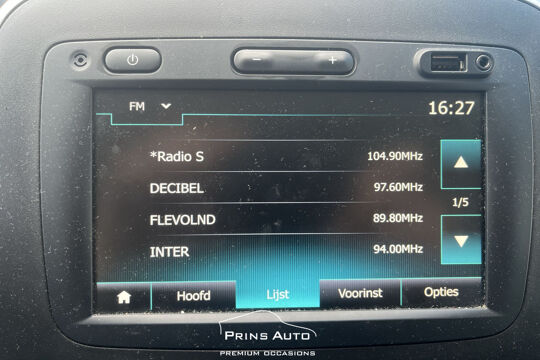 − +
FM 16:27
*Radio S 104.90MHz
DECIBEL 97.60MHz
1/5
FLEVOLND 89.80MHz
INTER 94.00MHz
Hoofd Lijst Voorinst Opties
PRINS AUTO
PREMIUM OCCASIONS